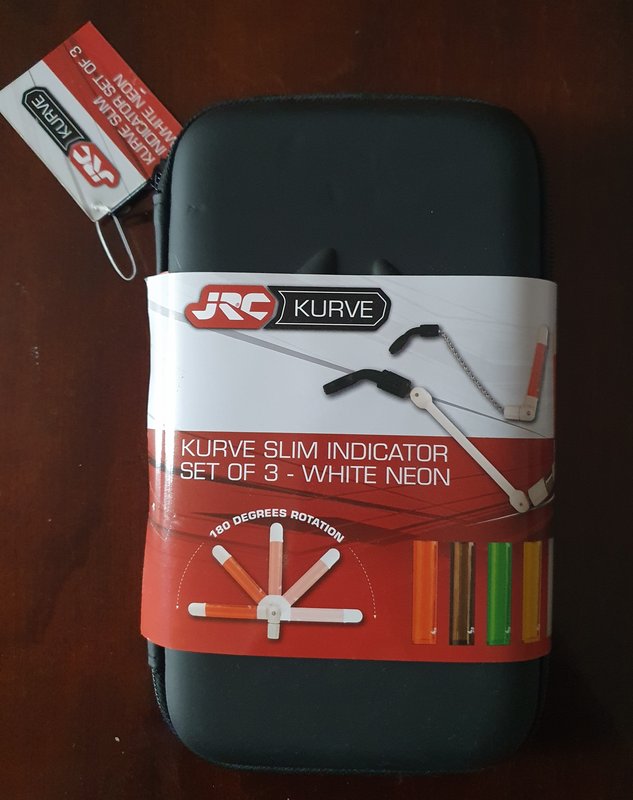 KURVE SLIM
INDICATOR SET OF 3
- WHITE NEON
JRC KURVE
JRC KURVE
KURVE SLIM INDICATOR
SET OF 3 - WHITE NEON
180 DEGREES ROTATION